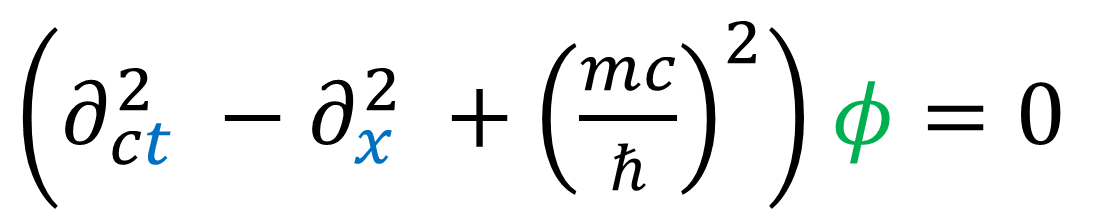 (∂²_ct − ∂²_x + (mc/ħ)²) ϕ = 0